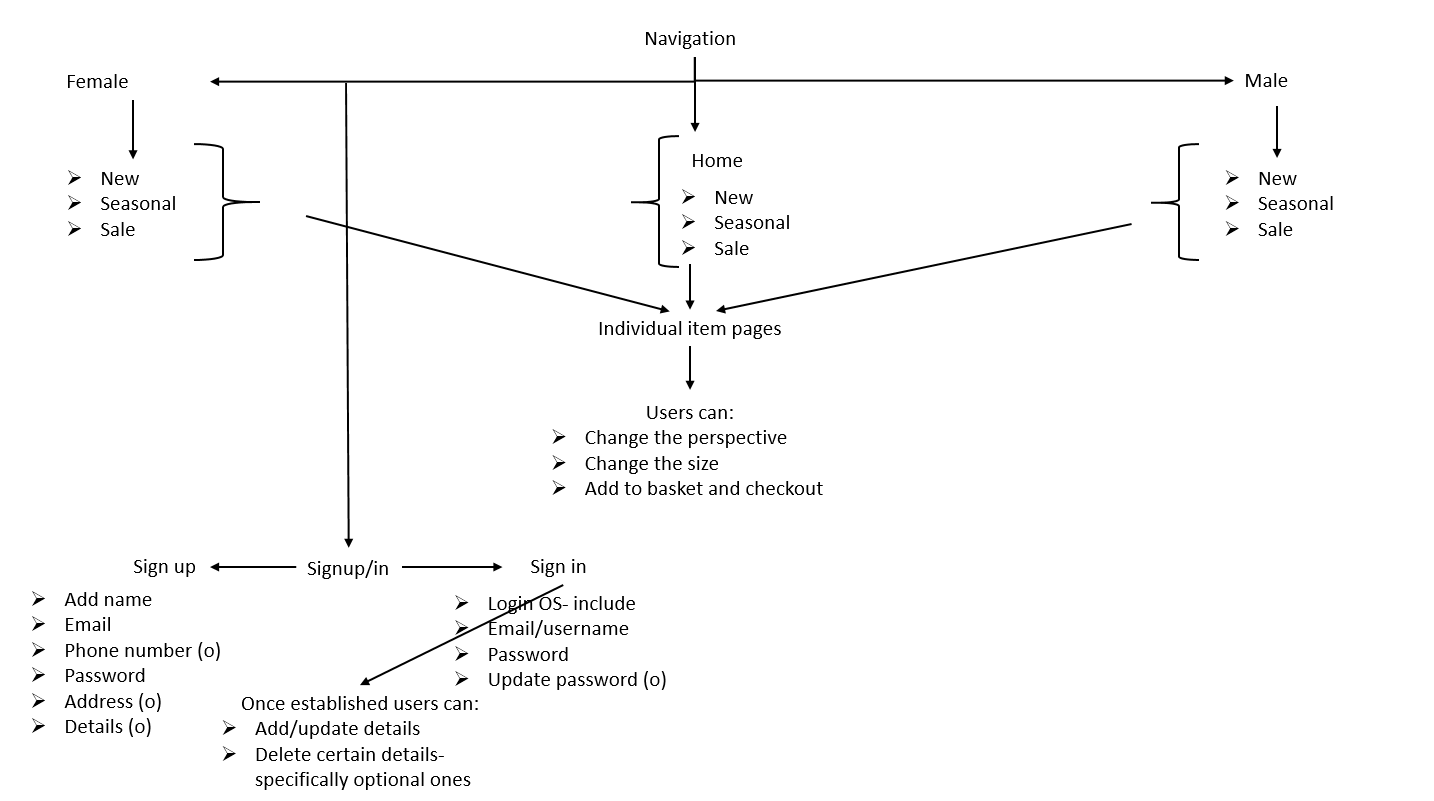 Navigation
Female
Male
New
Seasonal
Sale
Home
New
Seasonal
Sale
New
Seasonal
Sale
Individual item pages
Users can:
Change the perspective
Change the size
Add to basket and checkout
Sign up
Signup/in
Sign in
Add name
Email
Phone number (o)
Password
Address (o)
Details (o)
Login OS- include
Email/username
Password
Update password (o)
Once established users can:
Add/update details
Delete certain details-
specifically optional ones